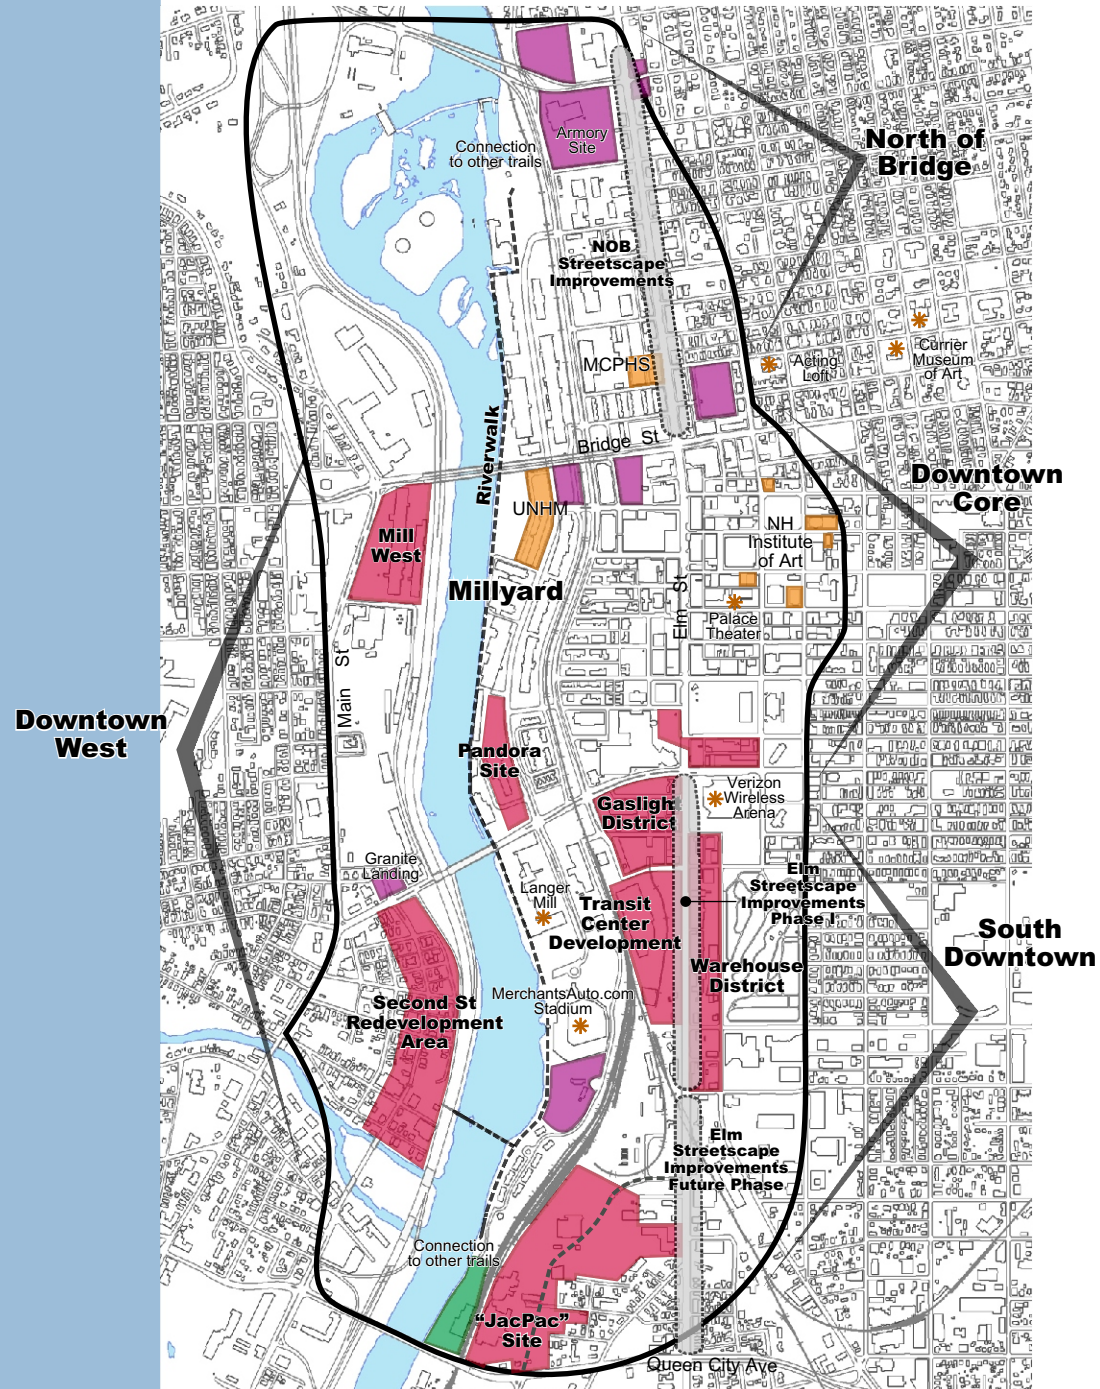 Armory
Site
Connection
to other trails
North of
Bridge
NOB
Streetscape
Improvements
MCPHS
Acting
Loft
Currier
Museum
of Art
Riverwalk
Bridge St
Downtown
Core
UNHM
NH
Institute
of Art
Mill
West
Millyard
Elm St
Palace
Theater
Main St
Downtown
West
Pandora
Site
Verizon
Wireless
Arena
Gaslight
District
Granite
Landing
Langer
Mill
Elm
Streetscape
Improvements
Phase I
Transit
Center
Development
South
Downtown
Warehouse
District
MerchantsAuto.com
Stadium
Second St
Redevelopment
Area
Elm
Streetscape
Improvements
Future Phase
Connection
to other trails
“JacPac”
Site
Queen City Ave